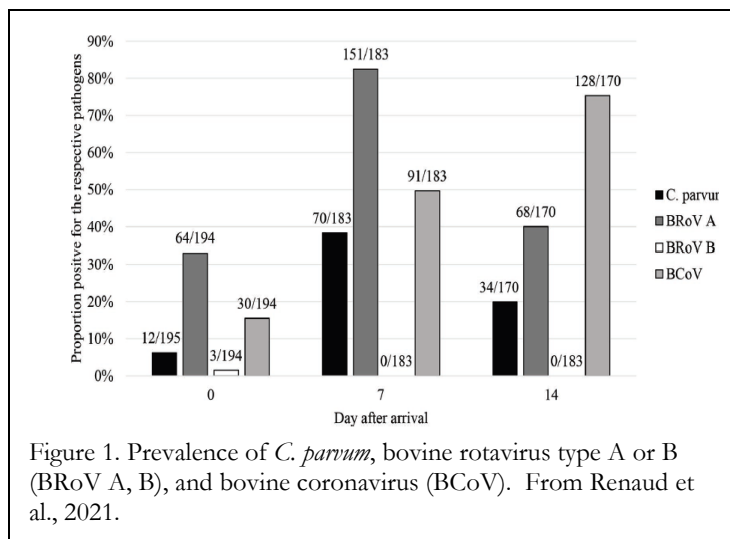 90%
80%
70%
60%
50%
40%
30%
20%
10%
0%
Proportion positve for the respective pathogens
12/195
64/194
3/194
30/194
70/183
151/183
0/183
91/183
34/170
68/170
0/183
128/170
0
7
14
Day after arrival
C. parvum
BRoV A
BRoV B
BCoV
Figure 1. Prevalence of C. parvum, bovine rotavirus type A or B
(BRoV A, B), and bovine coronavirus (BCoV). From Renaud et
al., 2021.